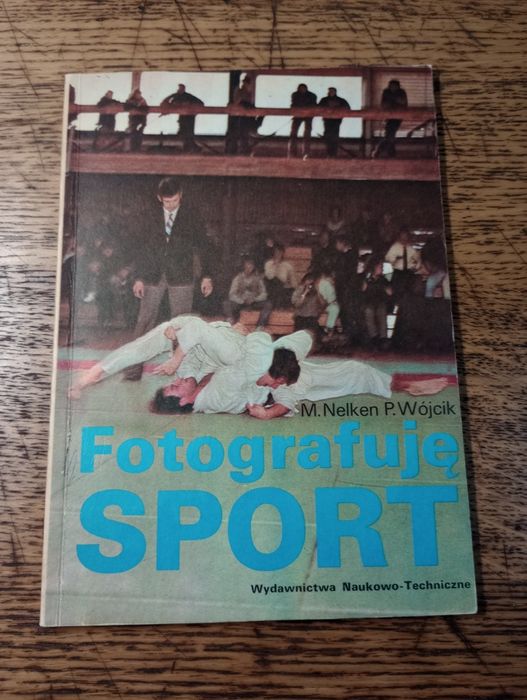 M. Nelken P. Wójcik
Fotografuję
SPORT
Wydawnictwa Naukowo-Techniczne